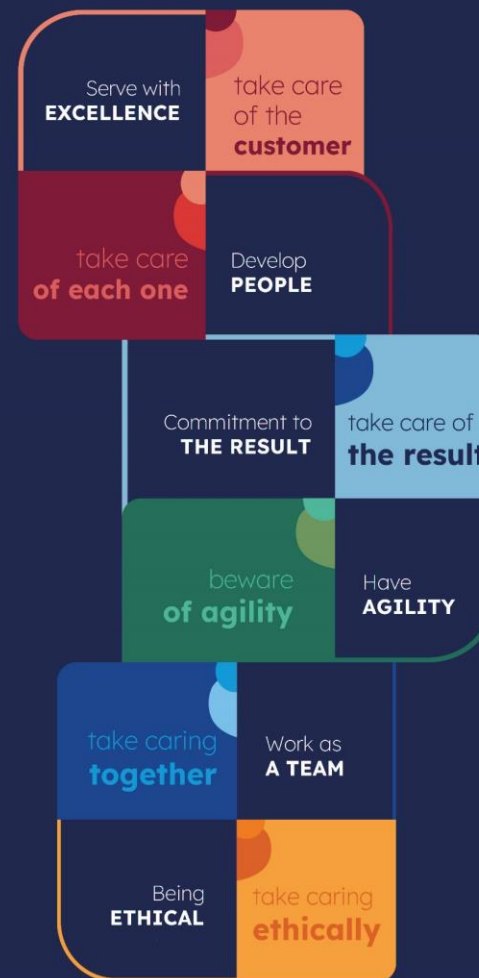 Serve with
EXCELLENCE
take care
of the
customer
take care
of each one
Develop
PEOPLE
Commitment to
THE RESULT
take care of
the result
beware
of agility
Have
AGILITY
take caring
together
Work as
A TEAM
Being
ETHICAL
take caring
ethically